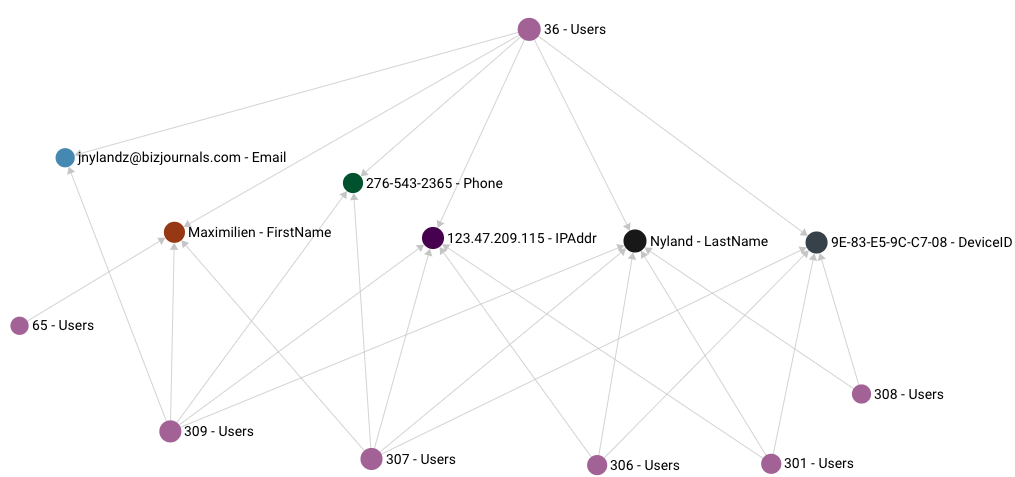 36 - Users
jnylandz@bizjournals.com - Email
276-543-2365 - Phone
Maximilien - FirstName
123.47.209.115 - IPAddr
Nyland - LastName
9E-83-E5-9C-C7-08 - DeviceID
65 - Users
308 - Users
309 - Users
307 - Users
306 - Users
301 - Users